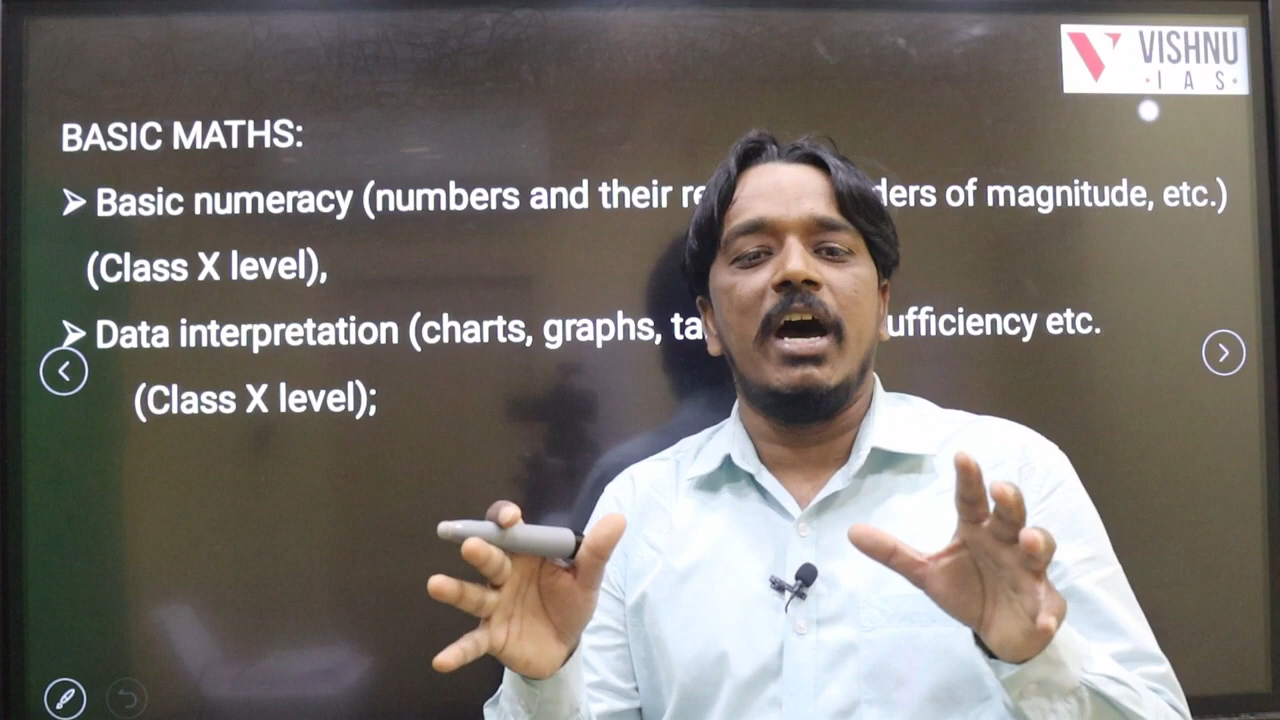 VISHNU
· I A S ·
BASIC MATHS:
➢ Basic numeracy (numbers and their re ders of magnitude, etc.)
(Class X level),
➢ Data interpretation (charts, graphs, ta ufficiency etc.
(Class X level);